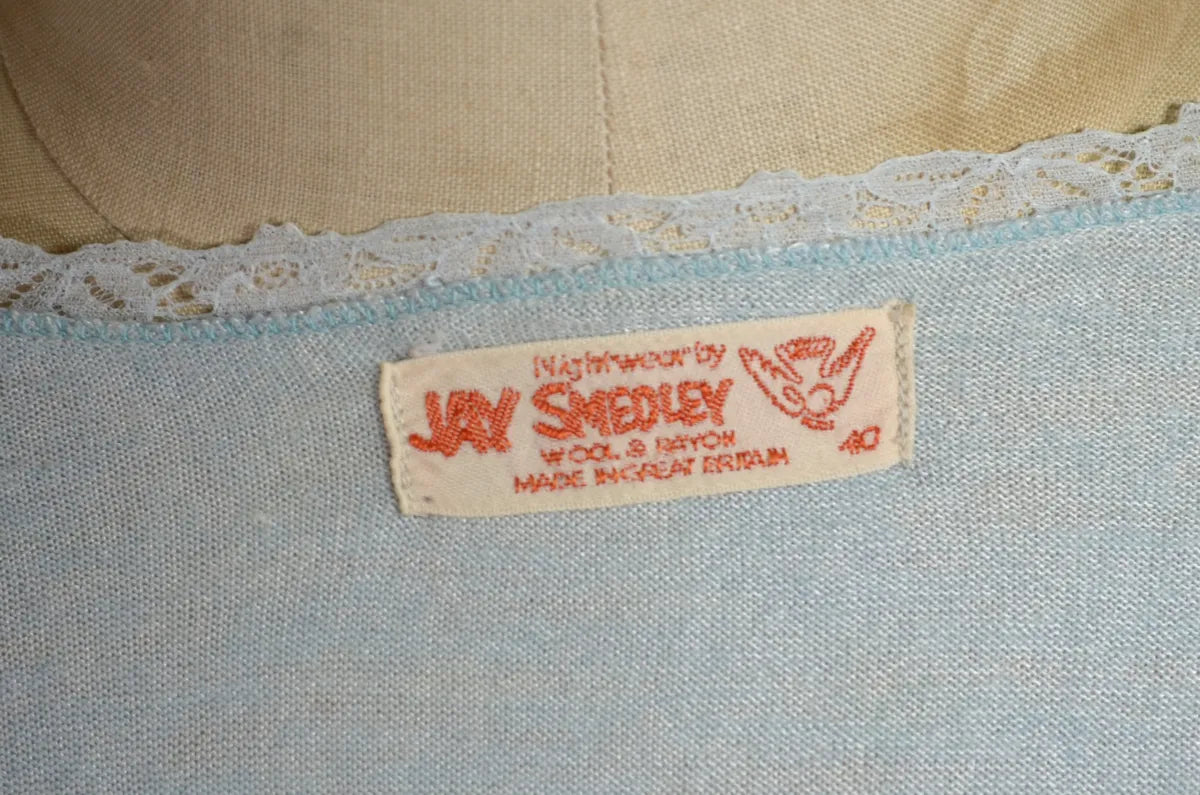 Nightwear by
JAY SMEDLEY
WOOL & RAYON
MADE IN GREAT BRITAIN
40